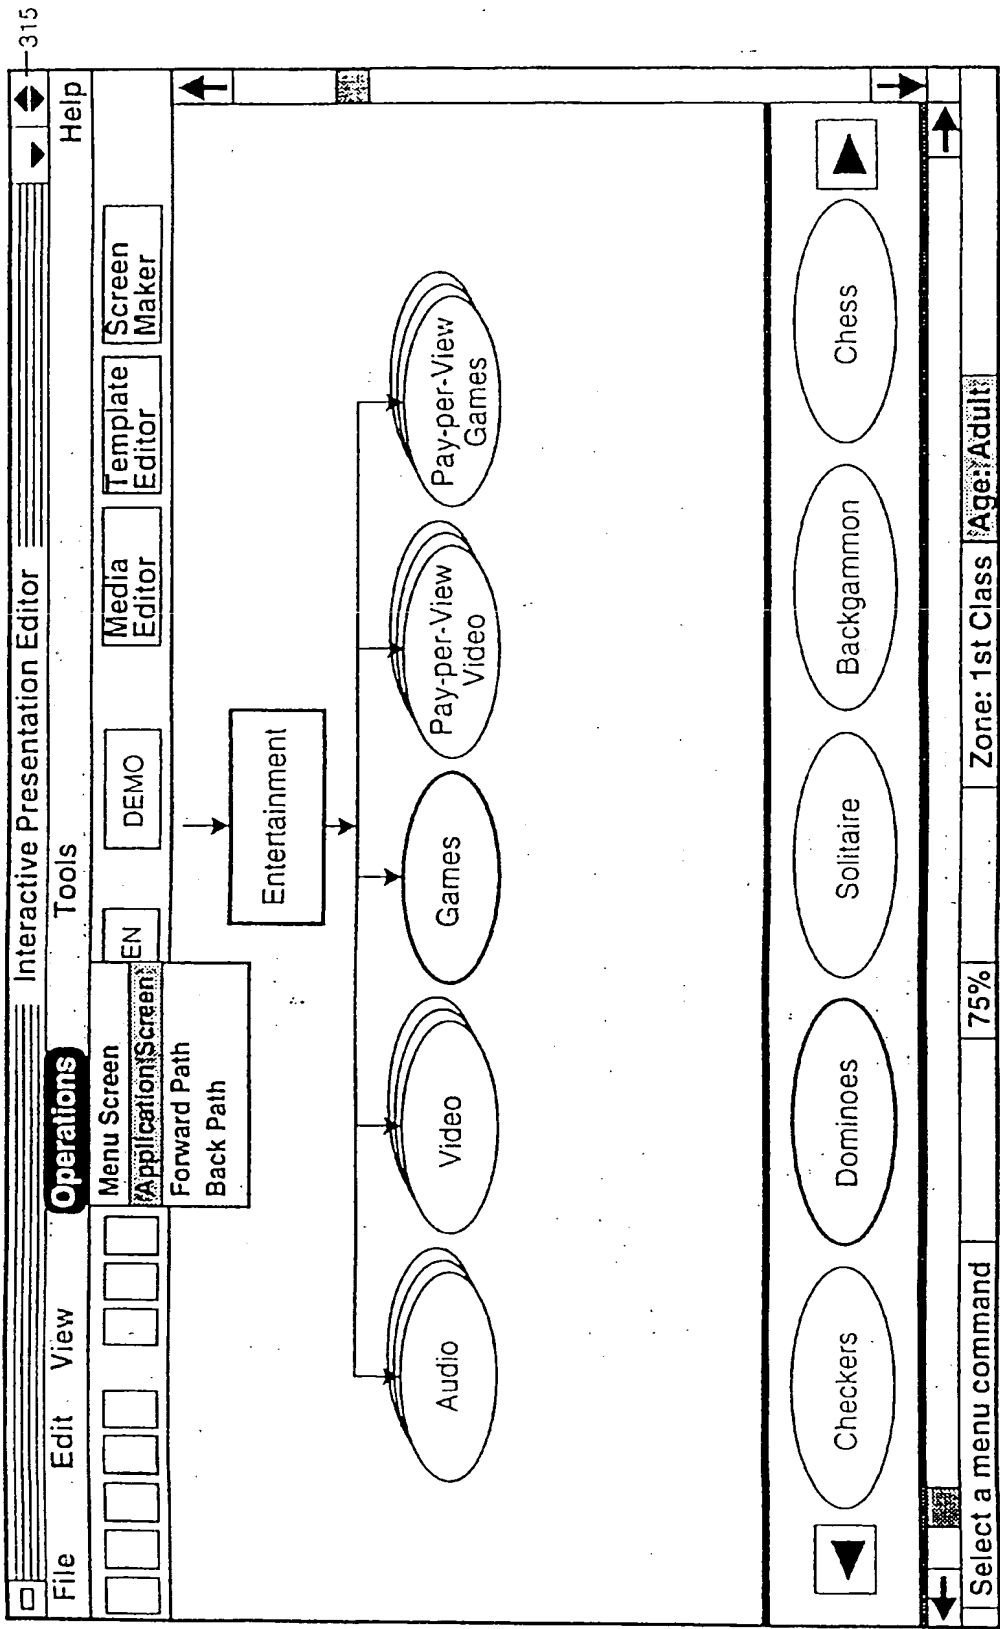 315
Interactive Presentation Editor
File Edit View Operations Tools Help
Menu Screen
Application Screen
Forward Path
Back Path
EN
DEMO
Media
Editor
Template
Editor
Screen
Maker
Entertainment
Audio
Video
Games
Pay-per-View
Video
Pay-per-View
Games
Checkers
Dominoes
Solitaire
Backgammon
Chess
Select a menu command 75% Zone: 1st Class Age: Adult